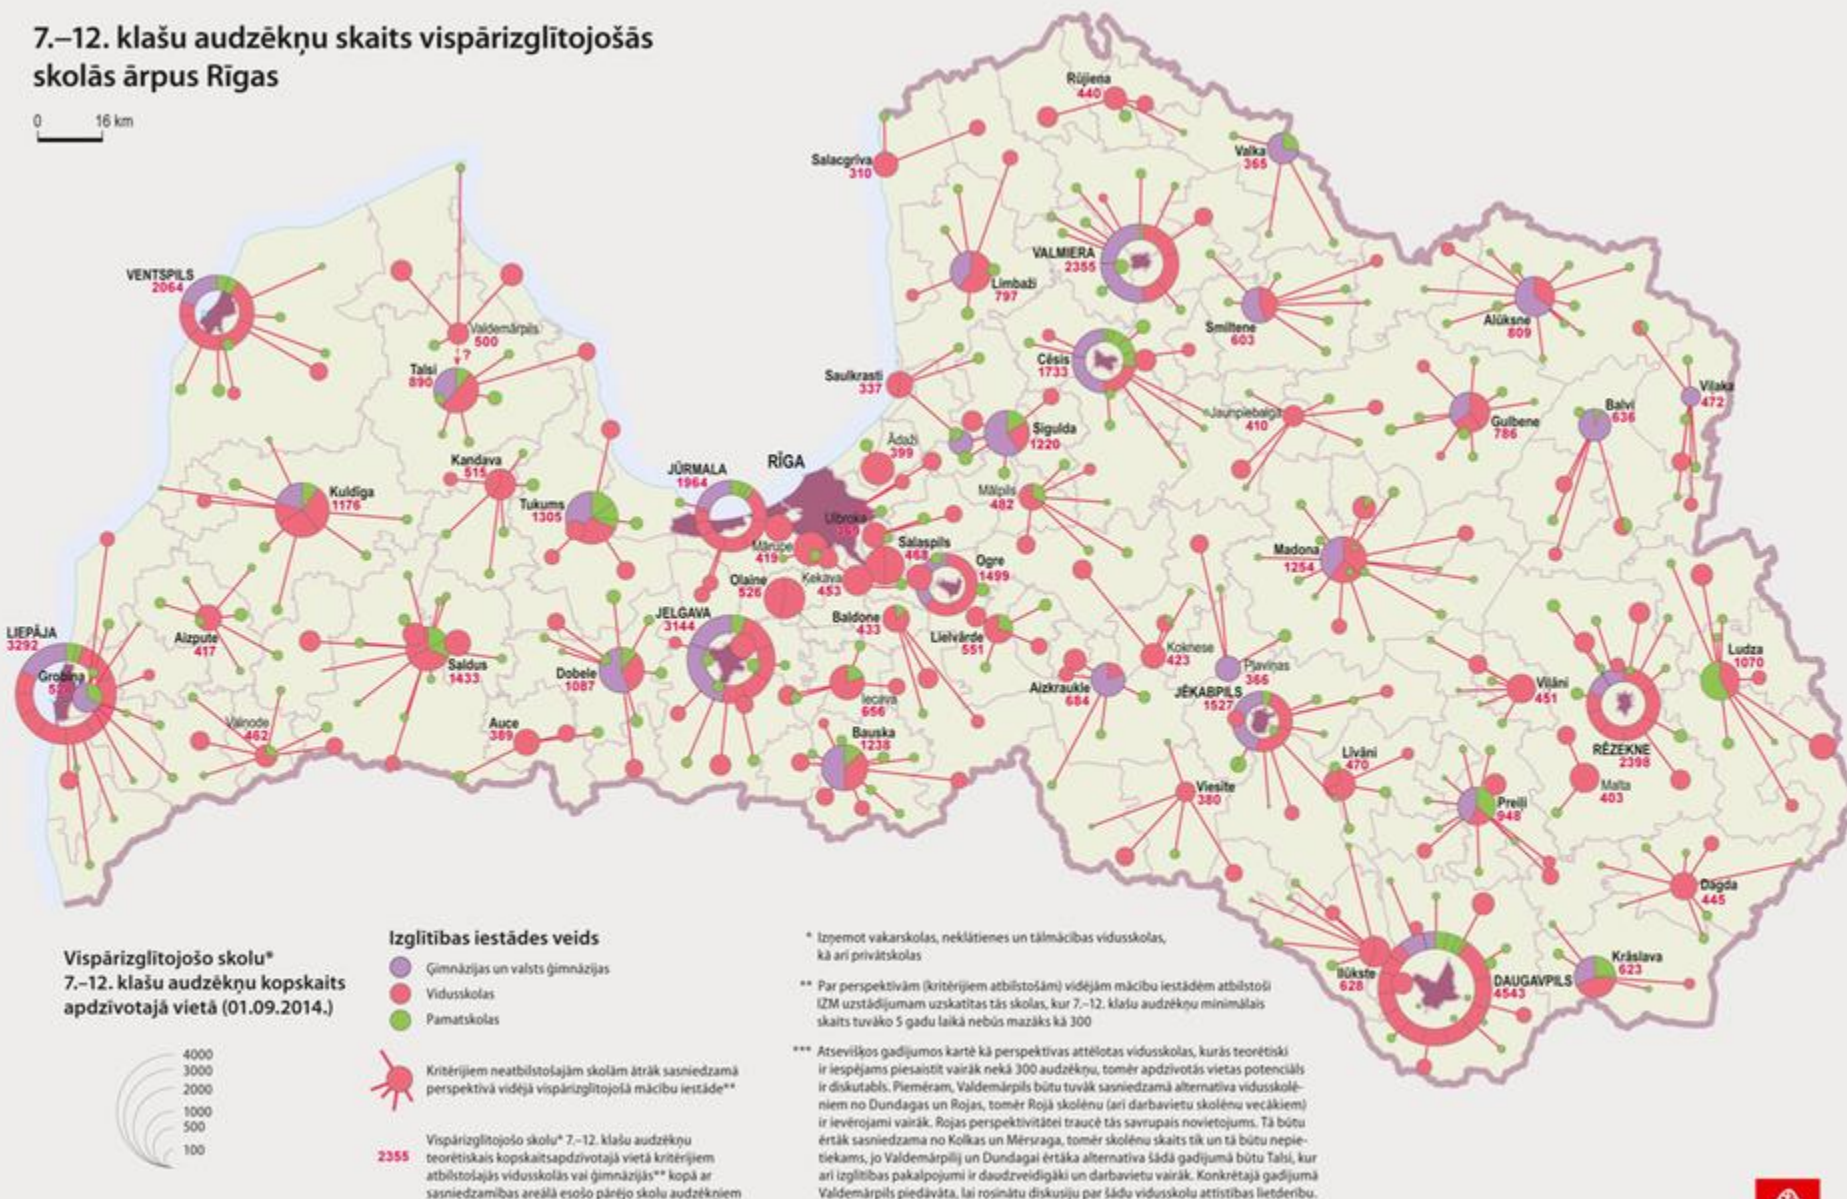 7.–12. klašu audzēkņu skaits vispārizglītojošās
skolās ārpus Rīgas
0 16 km
Rūjiena
440
Salacgrīva
310
Valka
365
VENTSPILS
2064
VALMIERA
2355
Limbaži
797
Smiltene
603
Alūksne
809
Valdemārpils
500
?
Talsi
890
Cēsis
1733
Saulkrasti
337
Viļaka
472
Balvi
636
Jaunpiebalga
410
Gulbene
786
Sigulda
1220
Ādaži
399
RĪGA
JŪRMALA
1964
Kandava
515
Kuldīga
1176
Tukums
1305
Mālpils
482
Ulbroka
Mārupe
419
Salaspils
468
Ogre
1499
Madona
1254
Olaine
526
Ķekava
453
JELGAVA
3144
Baldone
433
Lielvārde
551
LIEPĀJA
3292
Aizpute
417
Grobiņa
Saldus
1433
Dobele
1087
Koknese
423
Pļaviņas
366
Aizkraukle
684
JĒKABPILS
1527
Ludza
1070
Viļāni
451
Iecava
656
Vaiņode
462
Auce
389
Bauska
1238
RĒZEKNE
2398
Līvāni
470
Malta
403
Viesīte
380
Preiļi
948
Dagda
445
Ilūkste
628
DAUGAVPILS
4543
Krāslava
623
Vispārizglītojošo skolu*
7.–12. klašu audzēkņu kopskaits
apdzīvotajā vietā (01.09.2014.)
4000
3000
2000
1000
500
100
Izglītības iestādes veids
Ģimnāzijas un valsts ģimnāzijas
Vidusskolas
Pamatskolas
Kritērijiem neatbilstošajām skolām ātrāk sasniedzamā
perspektīvā vidējā vispārizglītojošā mācību iestāde**
2355
Vispārizglītojošo skolu* 7.–12. klašu audzēkņu
teorētiskais kopskaitsapdzīvotajā vietā kritērijiem
atbilstošajās vidusskolās vai ģimnāzijās** kopā ar
sasniedzamības areālā esošo pārējo skolu audzēkņiem
* Izņemot vakarskolas, neklātienes un tālmācības vidusskolas,
kā arī privātskolas
** Par perspektīvām (kritērijiem atbilstošām) vidējām mācību iestādēm atbilstoši
IZM uzstādījumam uzskatītas tās skolas, kur 7.–12. klašu audzēkņu minimālais
skaits tuvāko 5 gadu laikā nebūs mazāks kā 300
*** Atsevišķos gadījumos kartē kā perspektīvas attēlotas vidusskolas, kurās teorētiski
ir iespējams piesaistīt vairāk nekā 300 audzēkņu, tomēr apdzīvotās vietas potenciāls
ir diskutabls. Piemēram, Valdemārpils būtu tuvāk sasniedzamā alternatīva vidusskolē-
niem no Dundagas un Rojas, tomēr Rojā skolēnu (arī darbavietu skolēnu vecākiem)
ir ievērojami vairāk. Rojas perspektivitātei traucē tās savrupais novietojums. Tā būtu
ērtāk sasniedzama no Kolkas un Mērsraga, tomēr skolēnu skaits tik un tā būtu nepie-
tiekams, jo Valdemārpilij un Dundagai ērtāka alternatīva šādā gadījumā būtu Talsi, kur
arī izglītības pakalpojumi ir daudzveidīgāki un darbavietu vairāk. Konkrētajā gadījumā
Valdemārpils piedāvāta, lai rosinātu diskusiju par šādu vidusskolu attīstības lietderību.